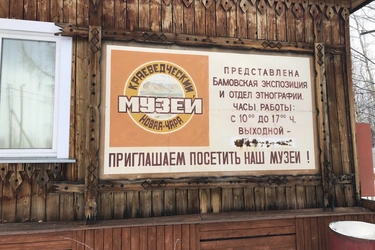 КРАЕВЕДЧЕСКИЙ
МУЗЕЙ
НОВАЯ-ЧАРА
ПРЕДСТАВЛЕНА
БАМОВСКАЯ ЭКСПОЗИЦИЯ
И ОТДЕЛ ЭТНОГРАФИИ.
ЧАСЫ РАБОТЫ:
С 10⁰⁰ ДО 17⁰⁰ Ч.
ВЫХОДНОЙ -
ПРИГЛАШАЕМ ПОСЕТИТЬ НАШ МУЗЕЙ !